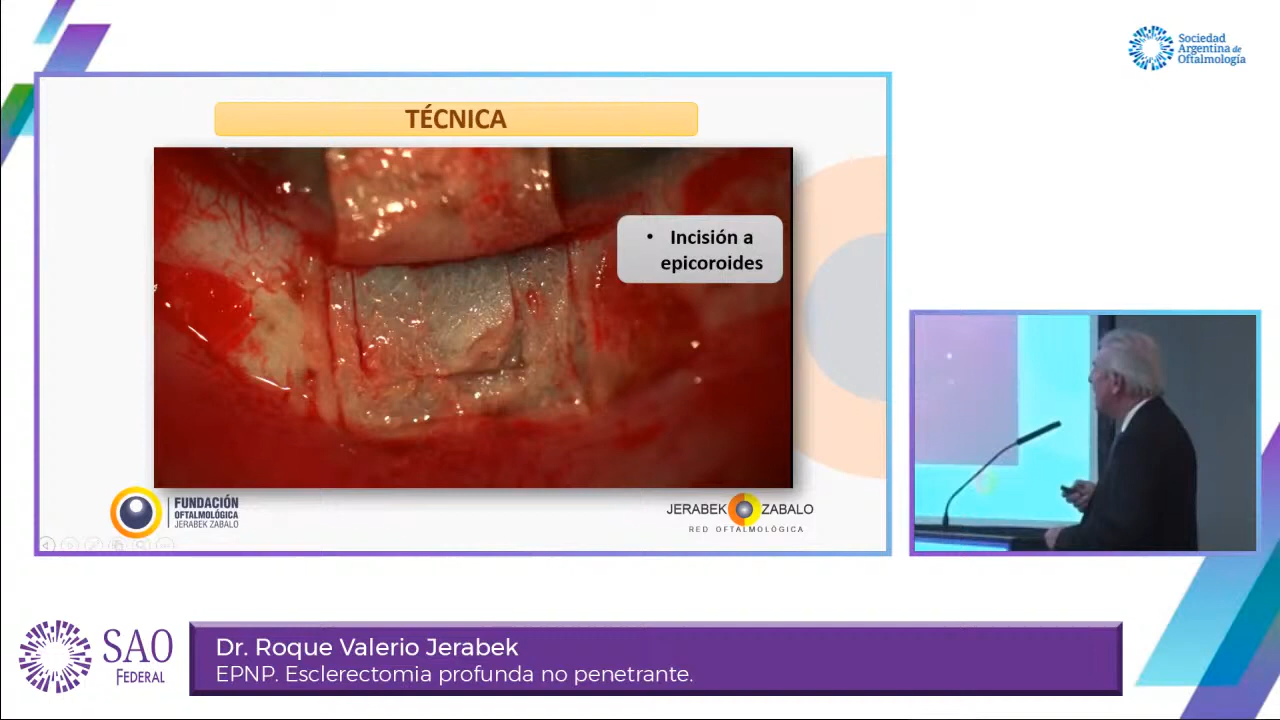 Sociedad
Argentina de
Oftalmología
TÉCNICA
• Incisión a
epicoroides
FUNDACIÓN
OFTALMOLÓGICA
JERABEK ZABALO
JERABEK ZABALO
RED OFTALMOLÓGICA
SAO
FEDERAL
Dr. Roque Valerio Jerabek
EPNP. Esclerectomia profunda no penetrante.